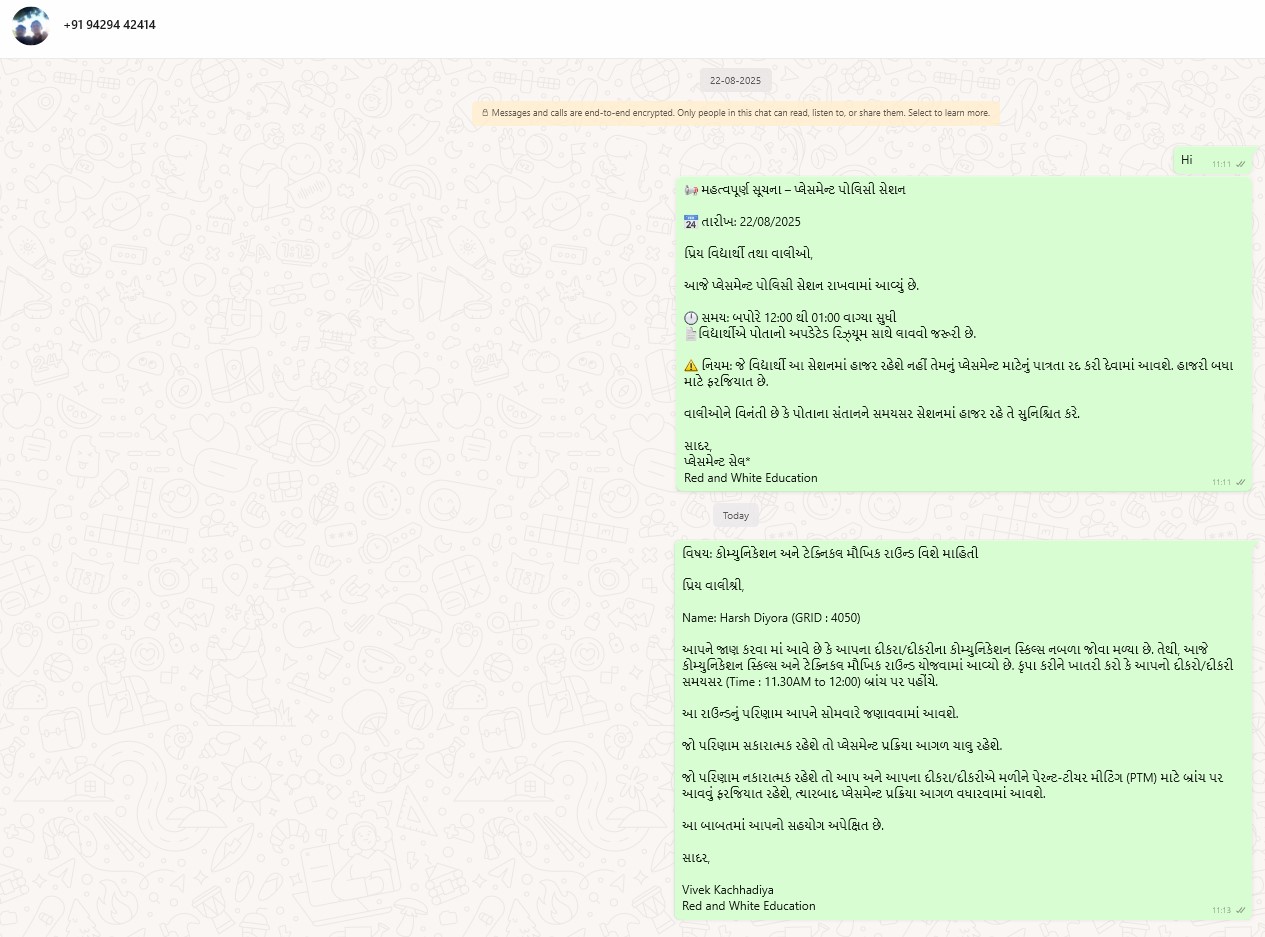 +91 94294 42414
22-08-2025
Messages and calls are end-to-end encrypted. Only people in this chat can read, listen to, or share them. Select to learn more.
Hi
11:11
મહત્વપૂર્ણ સૂચના – પ્લેસમેન્ટ પોલિસી સેશન
24 તારીખ: 22/08/2025
પ્રિય વિદ્યાર્થી તથા વાલીઓ,
આજે પ્લેસમેન્ટ પોલિસી સેશન રાખવામાં આવ્યું છે.
સમય: બપોરે 12:00 થી 01:00 વાગ્યા સુધી
વિદ્યાર્થીએ પોતાનો અપડેટેડ રિઝ્યૂમ સાથે લાવવો જરૂરી છે.
નિયમ: જે વિદ્યાર્થી આ સેશનમાં હાજર રહેશે નહીં તેમનું પ્લેસમેન્ટ માટેનું પાત્રતા રદ કરી દેવામાં આવશે. હાજરી બધા
માટે ફરજિયાત છે.
વાલીઓને વિનંતી છે કે પોતાના સંતાનને સમયસર સેશનમાં હાજર રહે તે સુનિશ્ચિત કરે.
સાદર,
પ્લેસમેન્ટ સેલ*
Red and White Education
11:11
Today
વિષય: કોમ્યુનિકેશન અને ટેક્નિકલ મૌખિક રાઉન્ડ વિશે માહિતી
પ્રિય વાલીશ્રી,
Name: Harsh Diyora (GRID : 4050)
આપને જાણ કરવા માં આવે છે કે આપના દીકરા/દીકરીના કોમ્યુનિકેશન સ્કિલ્સ નબળા જોવા મળ્યા છે. તેથી, આજે
કોમ્યુનિકેશન સ્કિલ્સ અને ટેક્નિકલ મૌખિક રાઉન્ડ યોજવામાં આવ્યો છે. કૃપા કરીને ખાતરી કરો કે આપનો દીકરો/દીકરી
સમયસર (Time : 11.30AM to 12:00) બ્રાંચ પર પહોંચે.
આ રાઉન્ડનું પરિણામ આપને સોમવારે જણાવવામાં આવશે.
જો પરિણામ સકારાત્મક રહેશે તો પ્લેસમેન્ટ પ્રક્રિયા આગળ ચાલુ રહેશે.
જો પરિણામ નકારાત્મક રહેશે તો આપ અને આપના દીકરા/દીકરીએ મળીને પેરન્ટ-ટીચર મીટિંગ (PTM) માટે બ્રાંચ પર
આવવું ફરજિયાત રહેશે, ત્યારબાદ પ્લેસમેન્ટ પ્રક્રિયા આગળ વધારવામાં આવશે.
આ બાબતમાં આપનો સહયોગ અપેક્ષિત છે.
સાદર,
Vivek Kachhadiya
Red and White Education
11:13